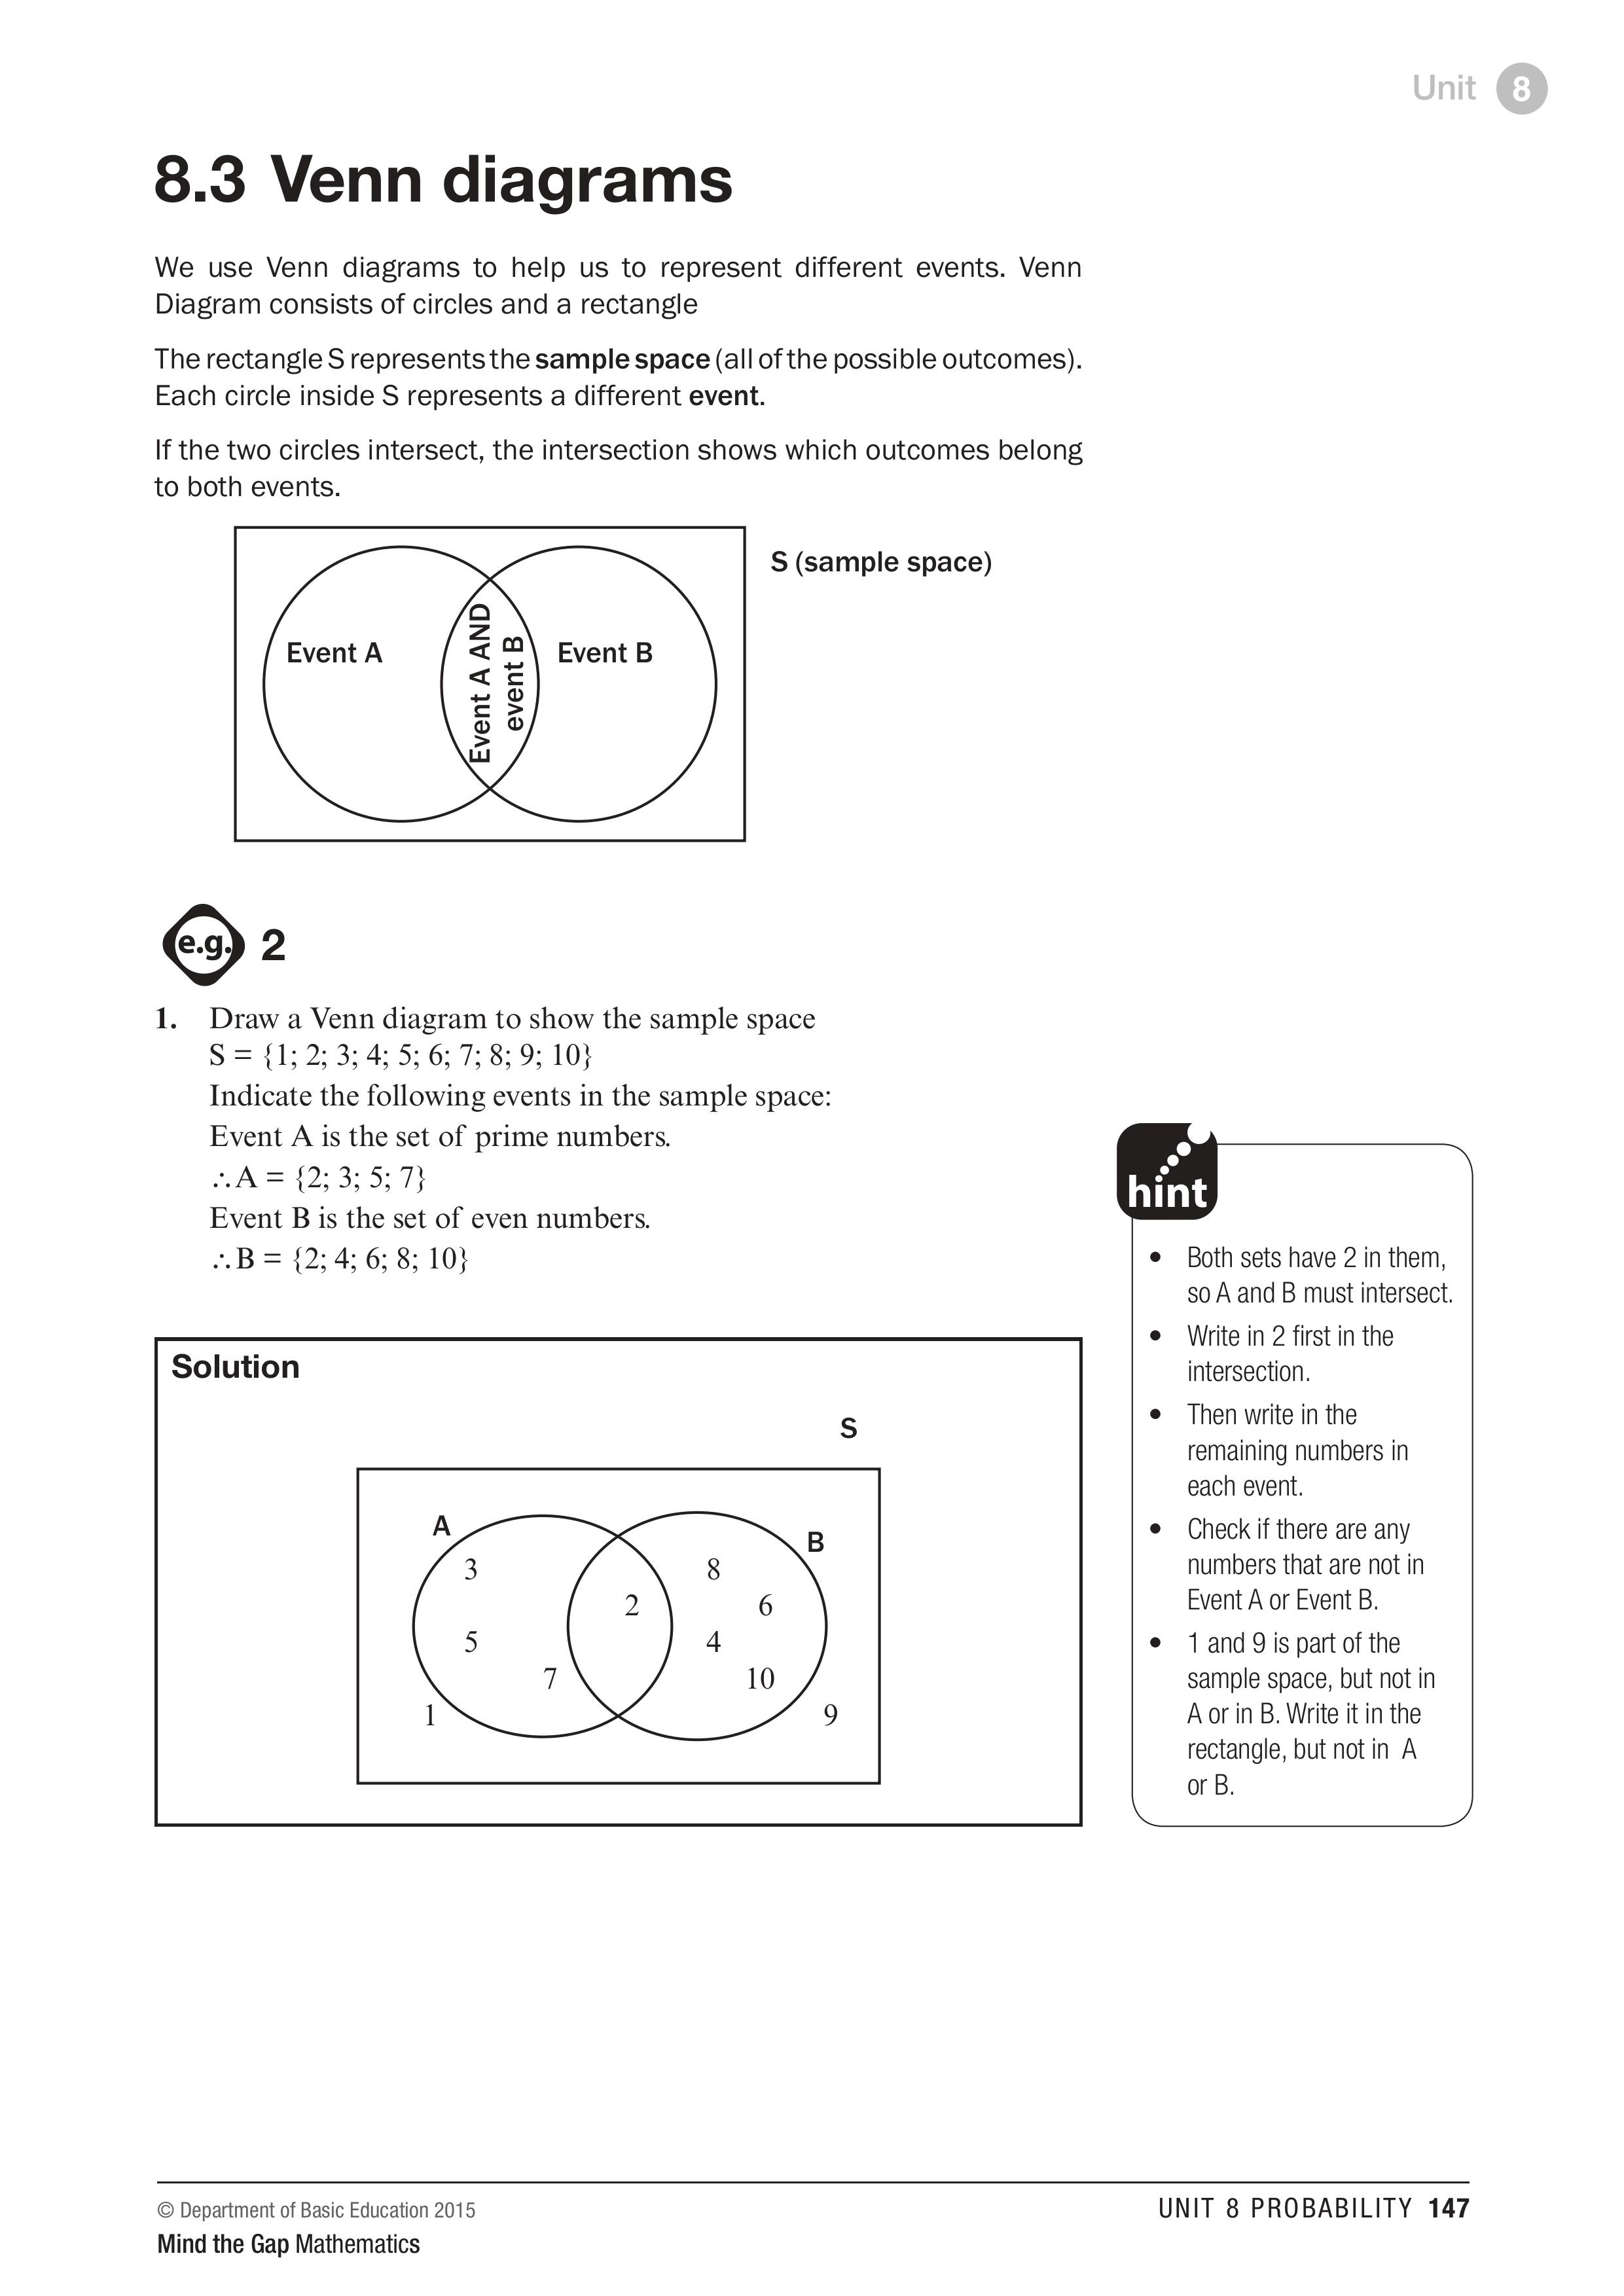 Unit 8
8.3 Venn diagrams
We use Venn diagrams to help us to represent different events. Venn
Diagram consists of circles and a rectangle
The rectangle S represents the sample space (all of the possible outcomes).
Each circle inside S represents a different event.
If the two circles intersect, the intersection shows which outcomes belong
to both events.
S (sample space)
Event A
Event A AND
event B
Event B
e.g. 2
1. Draw a Venn diagram to show the sample space
S = {1; 2; 3; 4; 5; 6; 7; 8; 9; 10}
Indicate the following events in the sample space:
Event A is the set of prime numbers.
∴ A = {2; 3; 5; 7}
Event B is the set of even numbers.
∴ B = {2; 4; 6; 8; 10}
Solution
S
A
B
3
8
2
6
5
4
7
10
1
9
hint
• Both sets have 2 in them,
so A and B must intersect.
• Write in 2 first in the
intersection.
• Then write in the
remaining numbers in
each event.
• Check if there are any
numbers that are not in
Event A or Event B.
• 1 and 9 is part of the
sample space, but not in
A or in B. Write it in the
rectangle, but not in A
or B.
© Department of Basic Education 2015
Mind the Gap Mathematics
UNIT 8 PROBABILITY 147